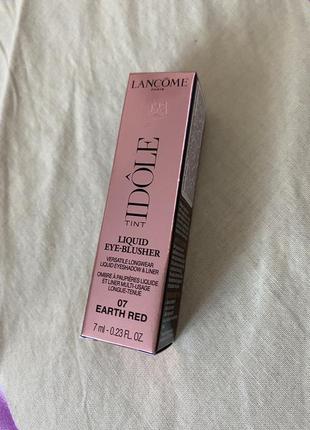 LANCÔME
PARIS
IDÔLE
TINT
LIQUID
EYE-BLUSHER
VERSATILE LONGWEAR
LIQUID EYESHADOW & LINER
OMBRE À PAUPIÈRES LIQUIDE
ET LINER MULTI-USAGE
LONGUE-TENUE
07
EARTH RED
7 ml - 0.23 FL. OZ